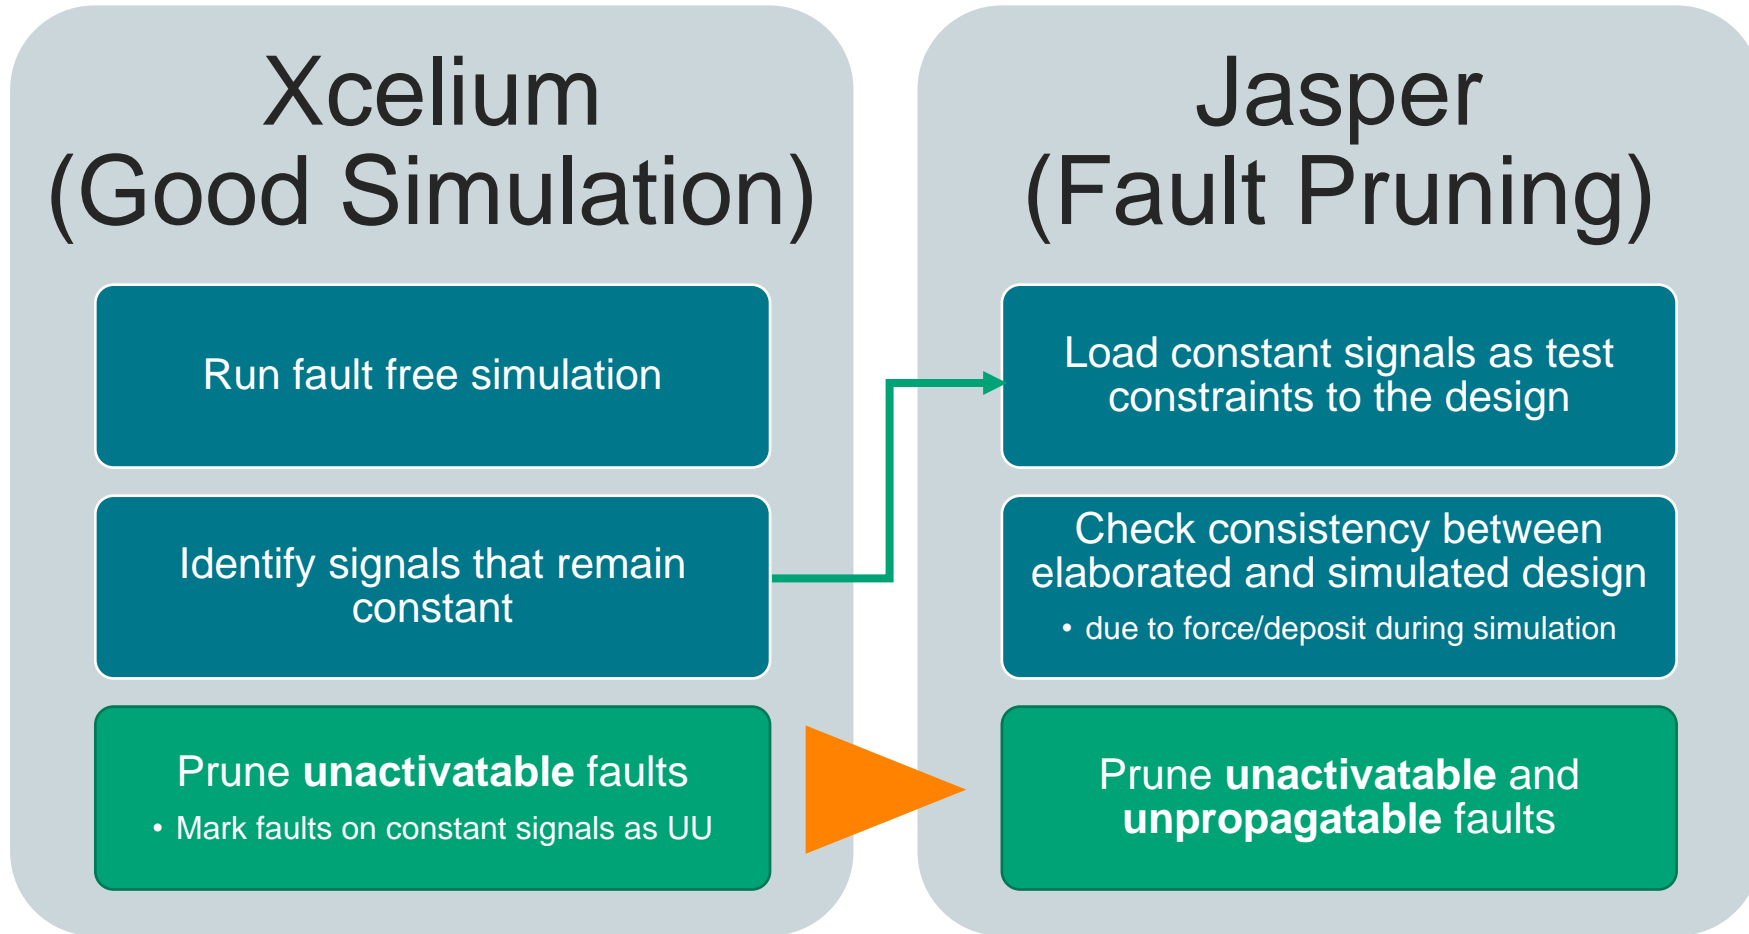 Xcelium
(Good Simulation)
Run fault free simulation
Identify signals that remain
constant
Prune unactivatable faults
• Mark faults on constant signals as UU
Jasper
(Fault Pruning)
Load constant signals as test
constraints to the design
Check consistency between
elaborated and simulated design
• due to force/deposit during simulation
Prune unactivatable and
unpropagatable faults